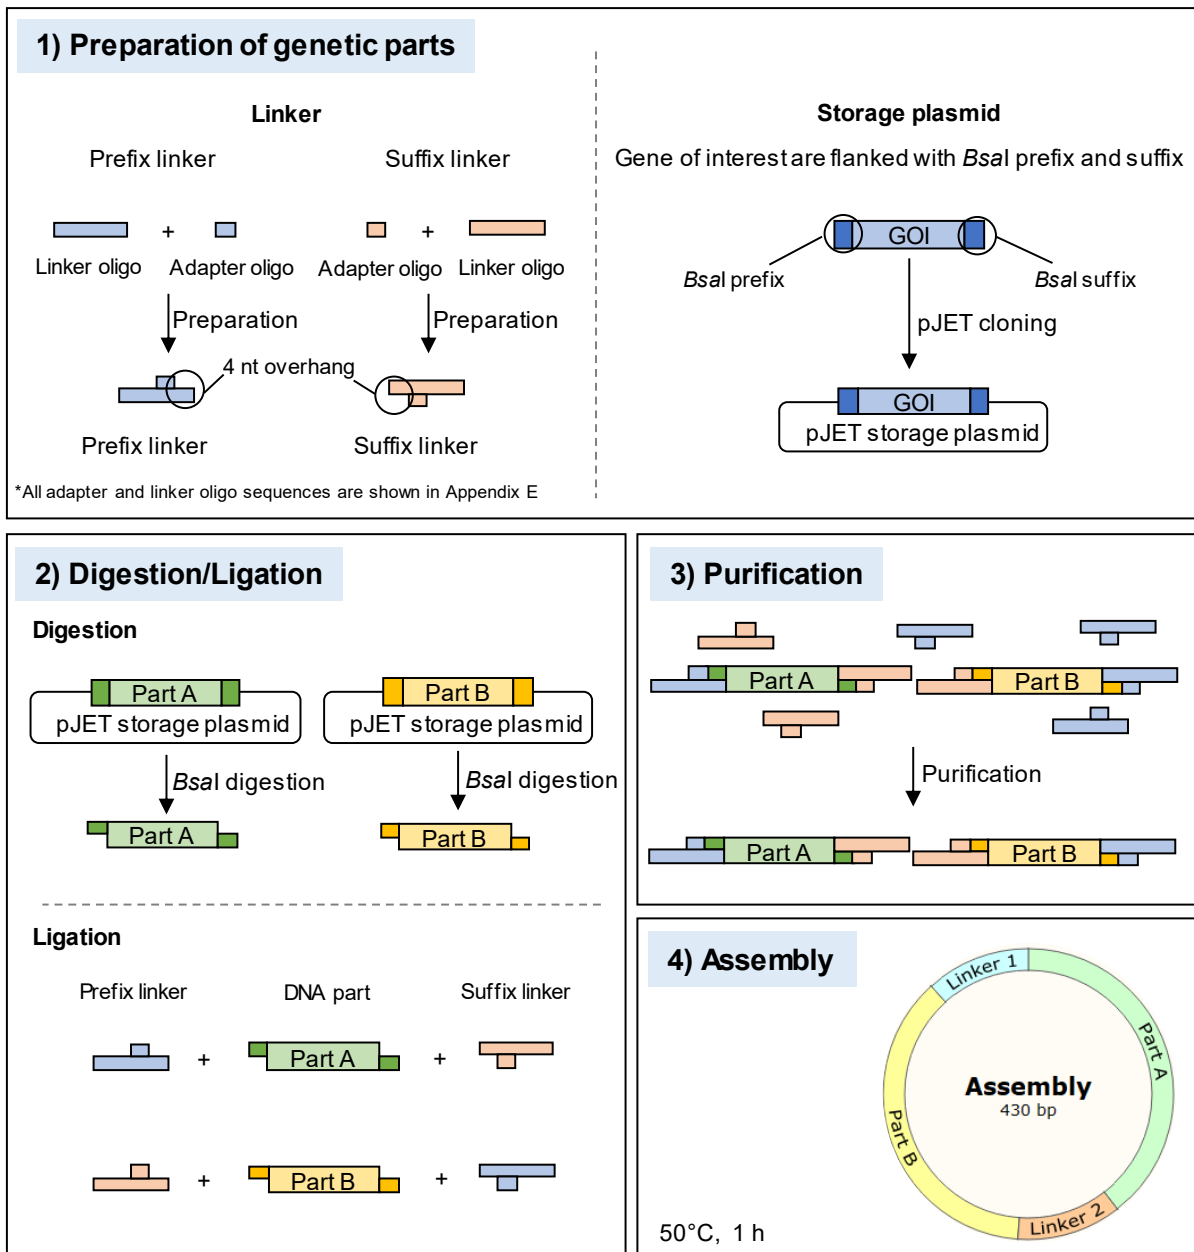 1) Preparation of genetic parts
Linker
Prefix linker
Suffix linker
+
+
Linker oligo
Adapter oligo
Adapter oligo
Linker oligo
Preparation
Preparation
4 nt overhang
Prefix linker
Suffix linker
*All adapter and linker oligo sequences are shown in Appendix E
Storage plasmid
Gene of interest are flanked with BsaI prefix and suffix
GOI
BsaI prefix
BsaI suffix
pJET cloning
GOI
pJET storage plasmid
2) Digestion/Ligation
Digestion
Part A
pJET storage plasmid
Part B
pJET storage plasmid
BsaI digestion
BsaI digestion
Part A
Part B
Ligation
Prefix linker
DNA part
Suffix linker
+
Part A
+
+
Part B
+
3) Purification
Part A
Part B
Purification
Part A
Part B
4) Assembly
Linker 1
Part A
Part B
Linker 2
Assembly
430 bp
50°C, 1 h